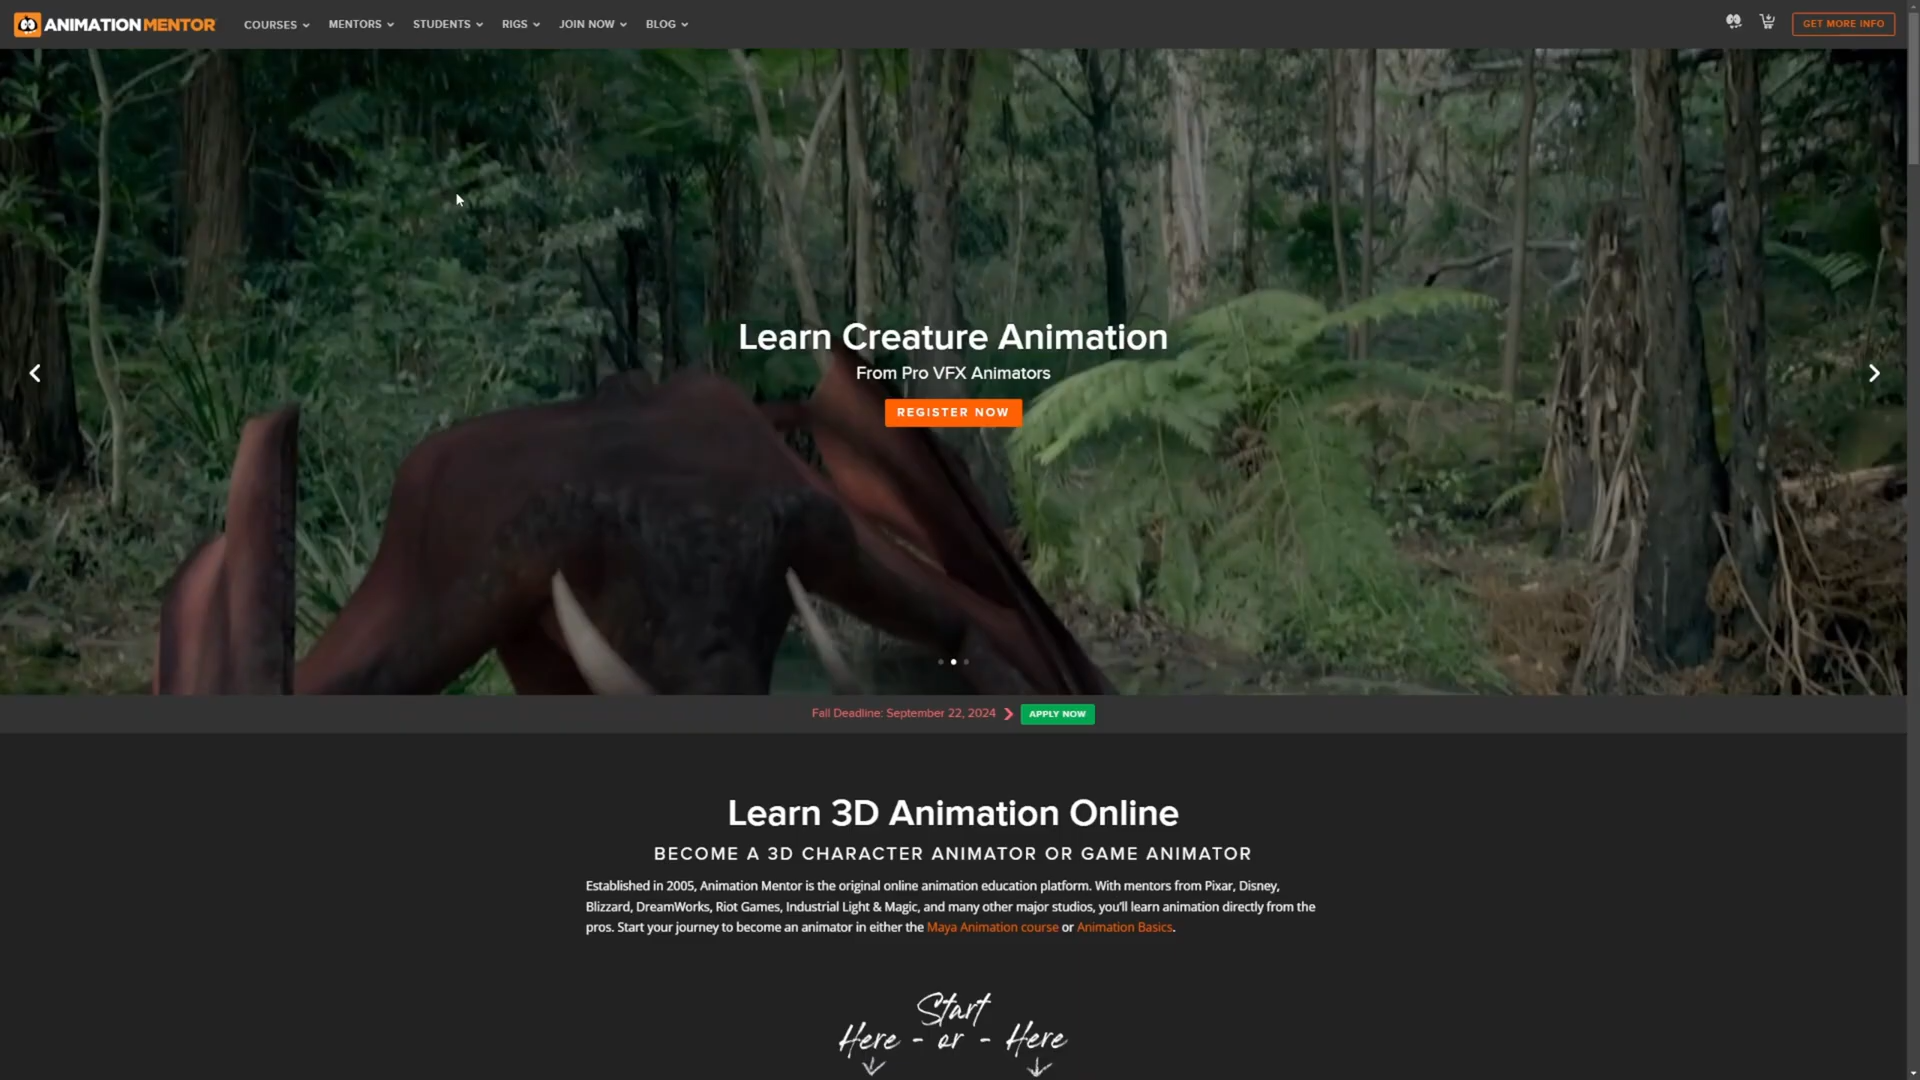 ANIMATIONMENTOR COURSES MENTORS STUDENTS RIGS JOIN NOW BLOG GET MORE INFO
Learn Creature Animation
From Pro VFX Animators
REGISTER NOW
Fall Deadline: September 22, 2024 APPLY NOW
Learn 3D Animation Online
BECOME A 3D CHARACTER ANIMATOR OR GAME ANIMATOR
Established in 2005, Animation Mentor is the original online animation education platform. With mentors from Pixar, Disney,
Blizzard, DreamWorks, Riot Games, Industrial Light & Magic, and many other major studios, you'll learn animation directly from the
pros. Start your journey to become an animator in either the Maya Animation course or Animation Basics.
Start
Here - or - Here